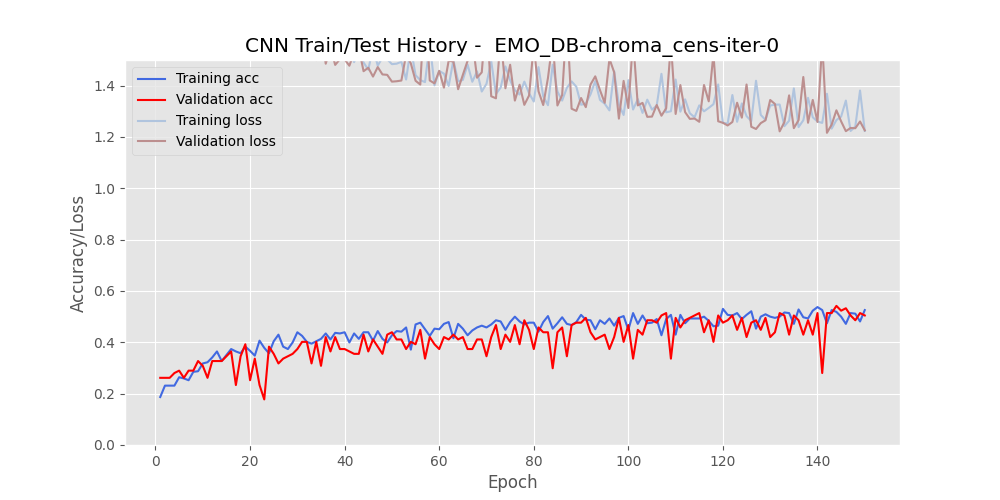 CNN Train/Test History -  EMO_DB-chroma_cens-iter-0
Training acc
Validation acc
Training loss
Validation loss
Accuracy/Loss
1.4
1.2
1.0
0.8
0.6
0.4
0.2
0.0
0 20 40 60 80 100 120 140
Epoch